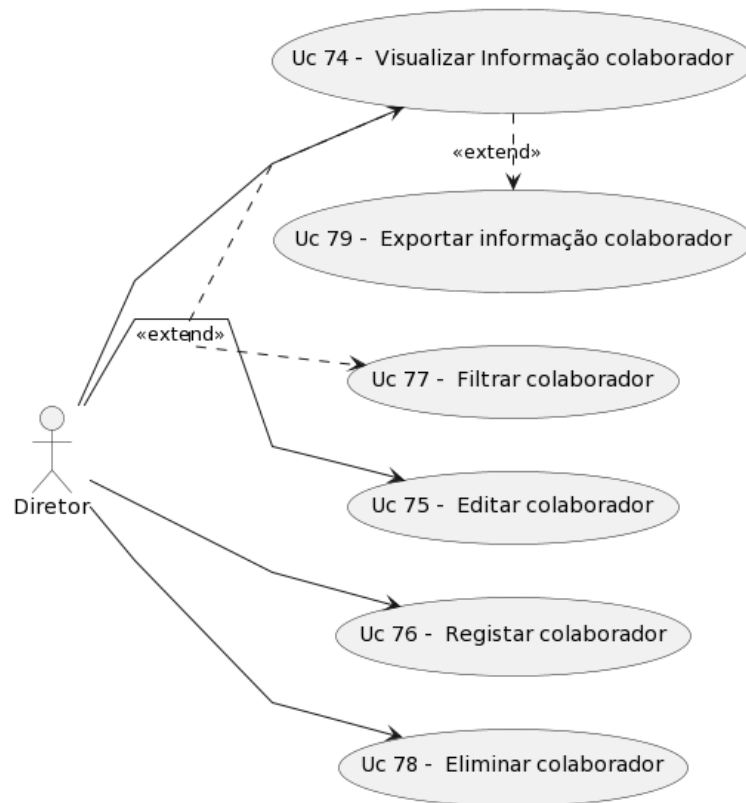 Uc 74 -  Visualizar Informação colaborador
«extend»
Uc 79 -  Exportar informação colaborador
«extend»
Uc 77 -  Filtrar colaborador
Uc 75 -  Editar colaborador
Diretor
Uc 76 -  Registar colaborador
Uc 78 -  Eliminar colaborador